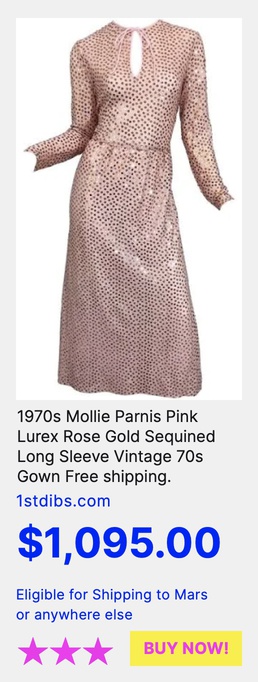 1970s Mollie Parnis Pink
Lurex Rose Gold Sequined
Long Sleeve Vintage 70s
Gown Free shipping.
1stdibs.com
$1,095.00
Eligible for Shipping to Mars
or anywhere else
BUY NOW!